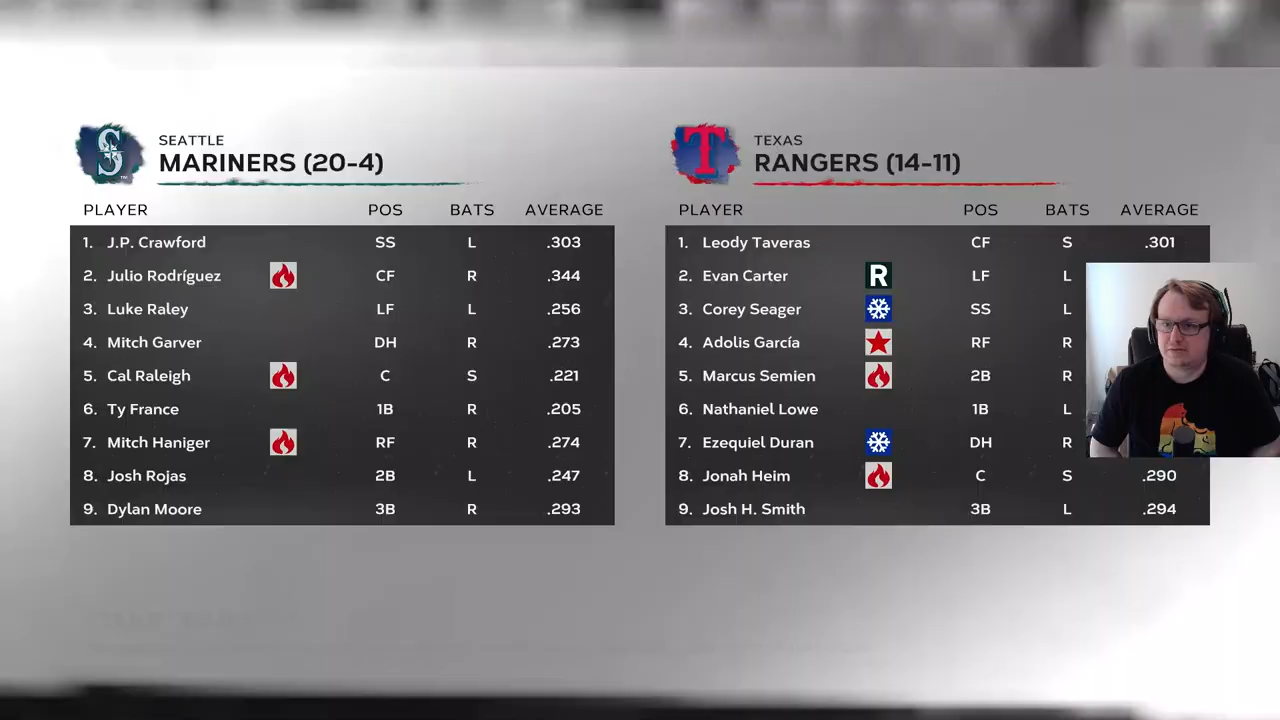 SEATTLE
MARINERS (20-4)
PLAYER POS BATS AVERAGE
1. J.P. Crawford SS L .303
2. Julio Rodríguez CF R .344
3. Luke Raley LF L .256
4. Mitch Garver DH R .273
5. Cal Raleigh C S .221
6. Ty France 1B R .205
7. Mitch Haniger RF R .274
8. Josh Rojas 2B L .247
9. Dylan Moore 3B R .293
TEXAS
RANGERS (14-11)
PLAYER POS BATS AVERAGE
1. Leody Taveras CF S .301
2. Evan Carter R LF L
3. Corey Seager SS L
4. Adolis García RF R
5. Marcus Semien 2B R
6. Nathaniel Lowe 1B L
7. Ezequiel Duran DH R
8. Jonah Heim C S .290
9. Josh H. Smith 3B L .294